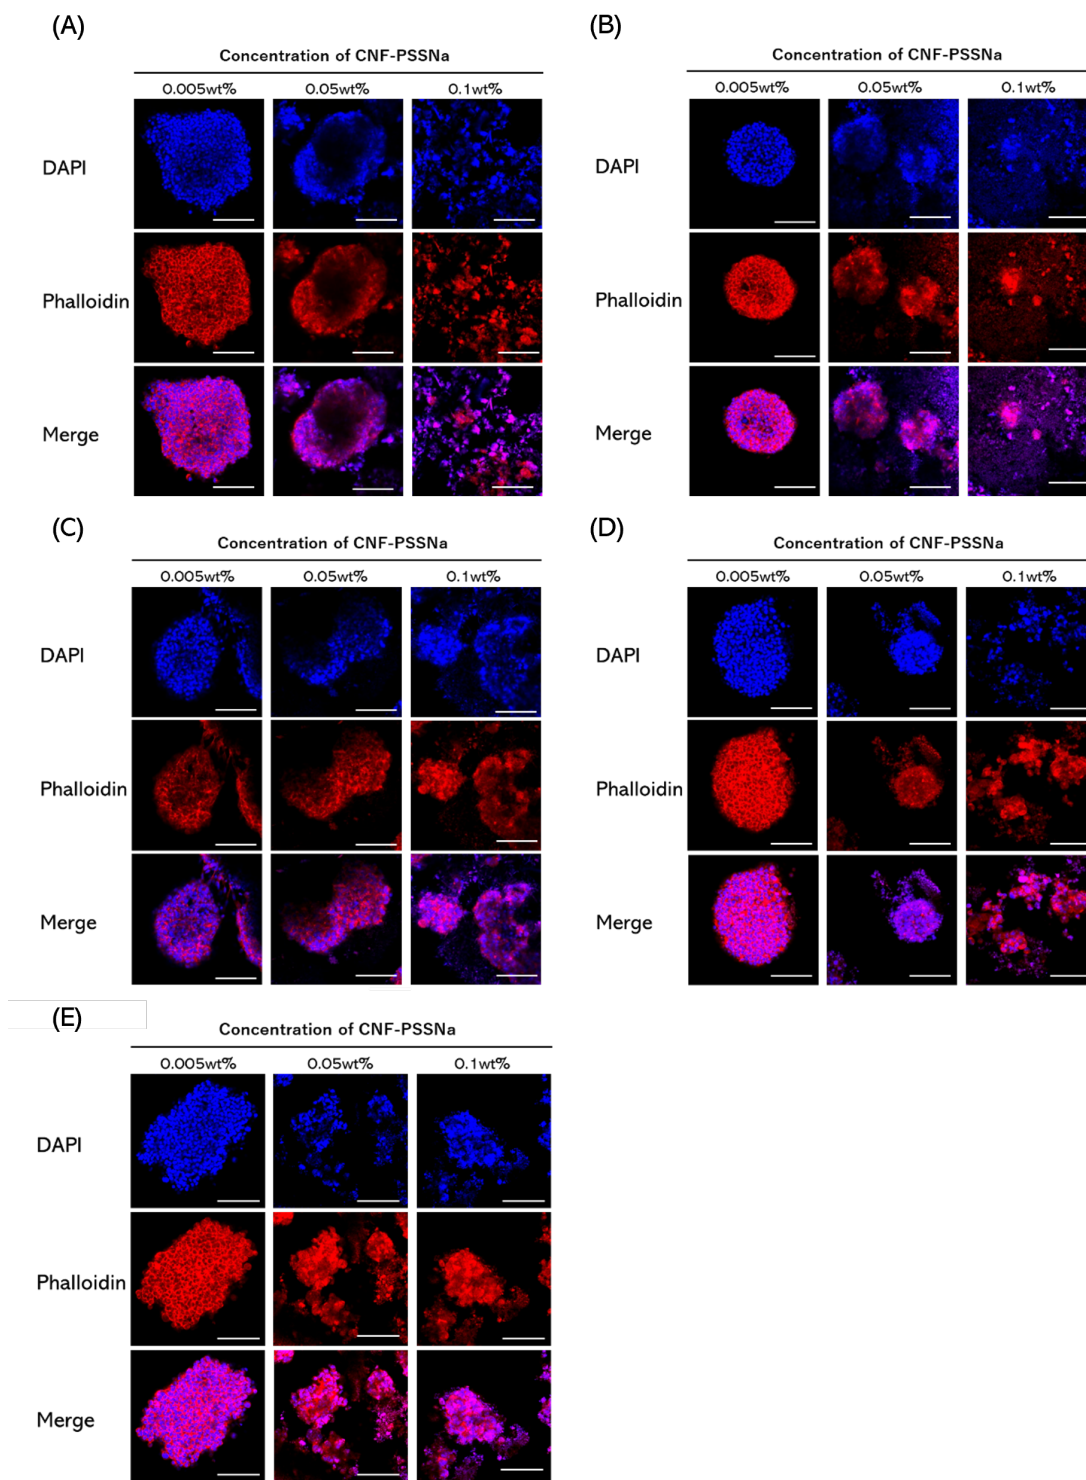 (A)
Concentration of CNF-PSSNa
0.005wt% 0.05wt% 0.1wt%
DAPI
Phalloidin
Merge
(B)
Concentration of CNF-PSSNa
0.005wt% 0.05wt% 0.1wt%
DAPI
Phalloidin
Merge
(C)
Concentration of CNF-PSSNa
0.005wt% 0.05wt% 0.1wt%
DAPI
Phalloidin
Merge
(D)
Concentration of CNF-PSSNa
0.005wt% 0.05wt% 0.1wt%
DAPI
Phalloidin
Merge
(E)
Concentration of CNF-PSSNa
0.005wt% 0.05wt% 0.1wt%
DAPI
Phalloidin
Merge